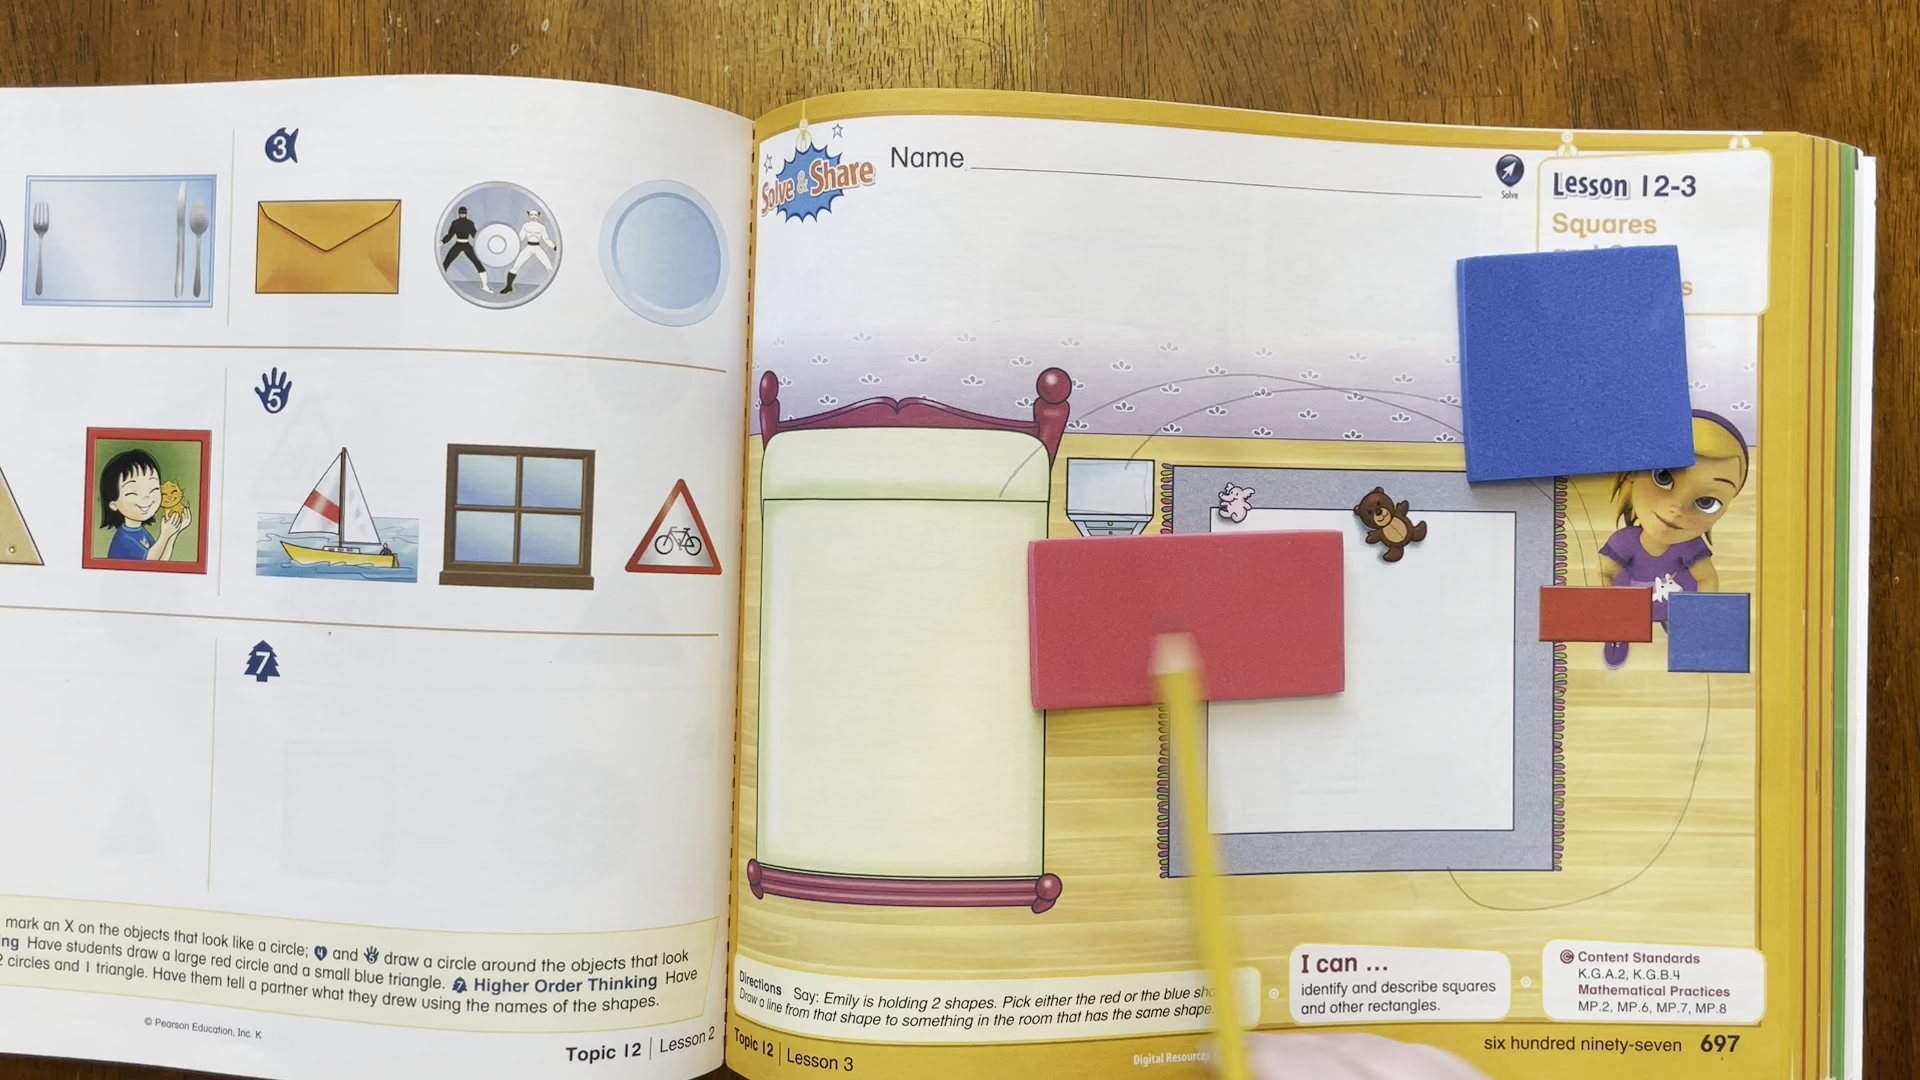 3
5
7
mark an X on the objects that look like a circle; 4 and 5 draw a circle around the objects that look
Have students draw a large red circle and a small blue triangle. 7 Higher Order Thinking Have
2 circles and 1 triangle. Have them tell a partner what they drew using the names of the shapes.
© Pearson Education, Inc. K
Topic 12 | Lesson 2
Solve & Share
Name
Solve
Lesson 12-3
Squares
Directions Say: Emily is holding 2 shapes. Pick either the red or the blue
Draw a line from that shape to something in the room that has the same shape.
I can ...
identify and describe squares
and other rectangles.
Content Standards
K.G.A.2, K.G.B.4
Mathematical Practices
MP.2, MP.6, MP.7, MP.8
Topic 12 | Lesson 3
Digital Resources
six hundred ninety-seven 697